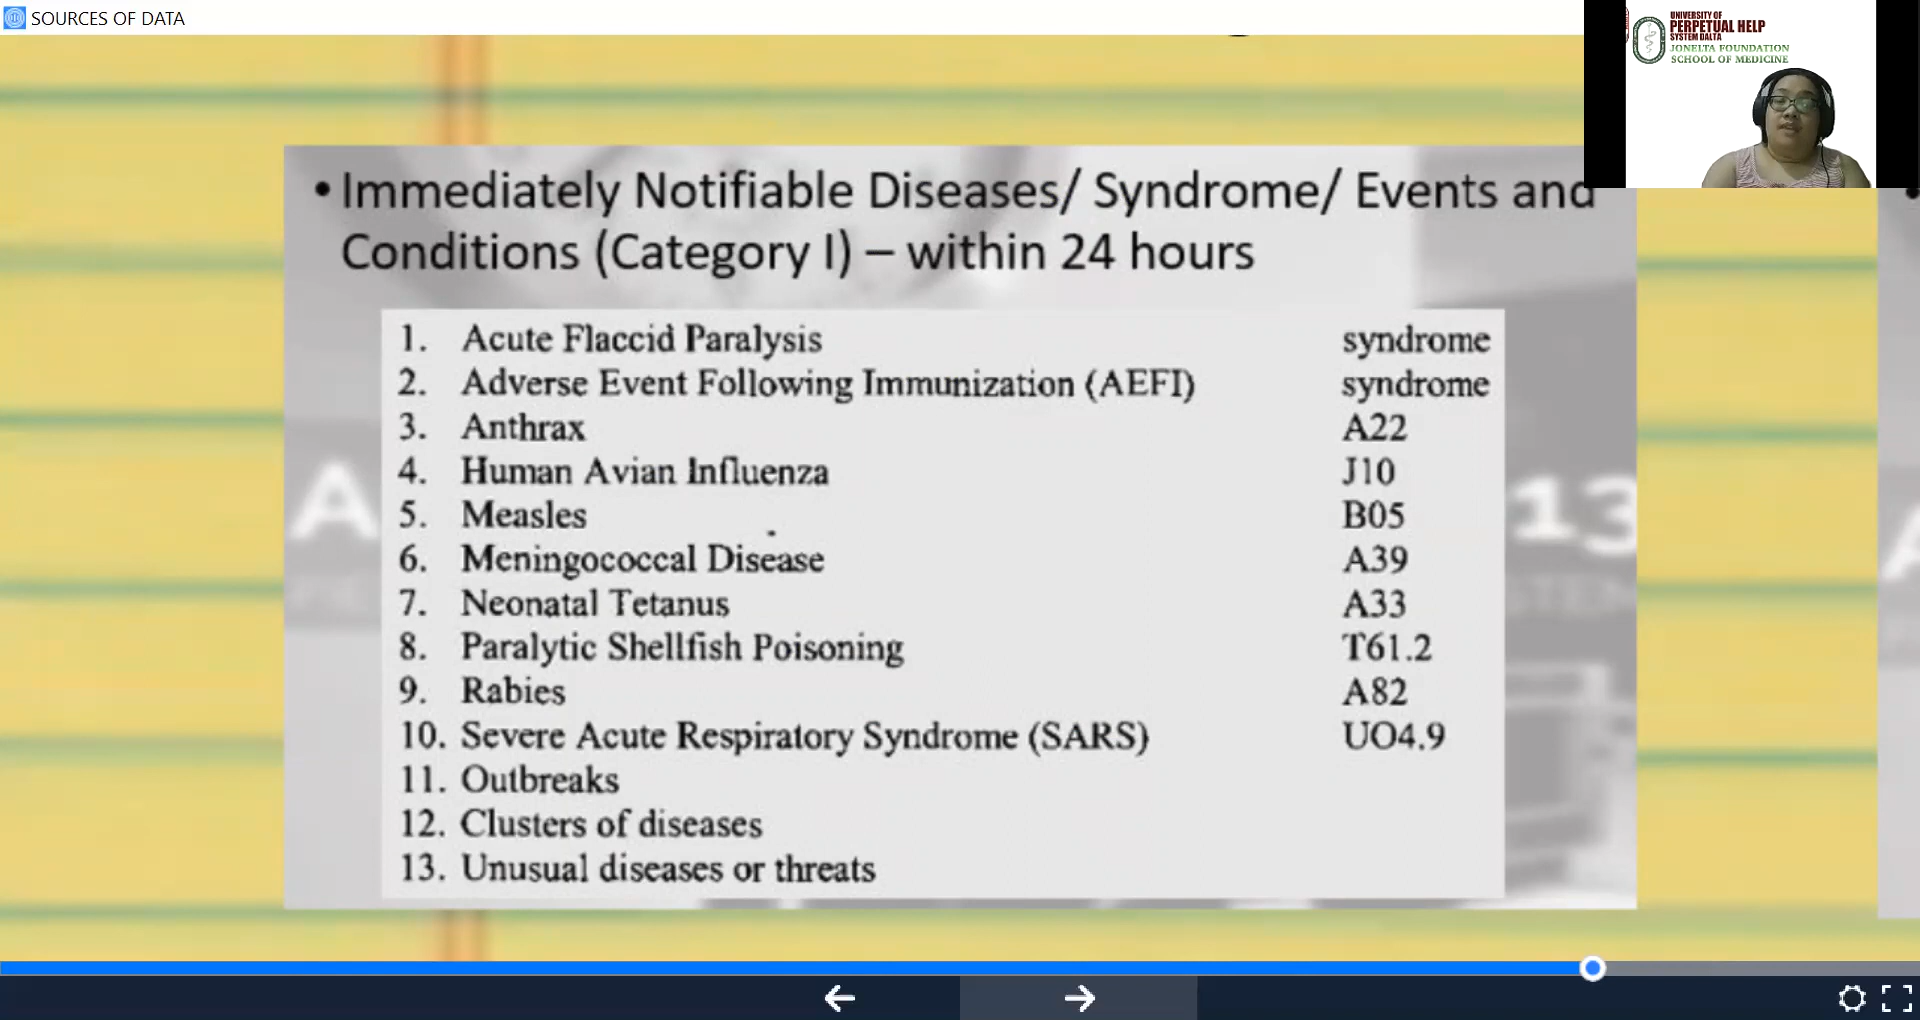 SOURCES OF DATA
UNIVERSITY OF
PERPETUAL HELP
SYSTEM DALTA
JONELTA FOUNDATION
SCHOOL OF MEDICINE
• Immediately Notifiable Diseases/ Syndrome/ Events and
Conditions (Category I) – within 24 hours
1. Acute Flaccid Paralysis syndrome
2. Adverse Event Following Immunization (AEFI) syndrome
3. Anthrax A22
4. Human Avian Influenza J10
5. Measles B05
6. Meningococcal Disease A39
7. Neonatal Tetanus A33
8. Paralytic Shellfish Poisoning T61.2
9. Rabies A82
10. Severe Acute Respiratory Syndrome (SARS) UO4.9
11. Outbreaks
12. Clusters of diseases
13. Unusual diseases or threats
A
13